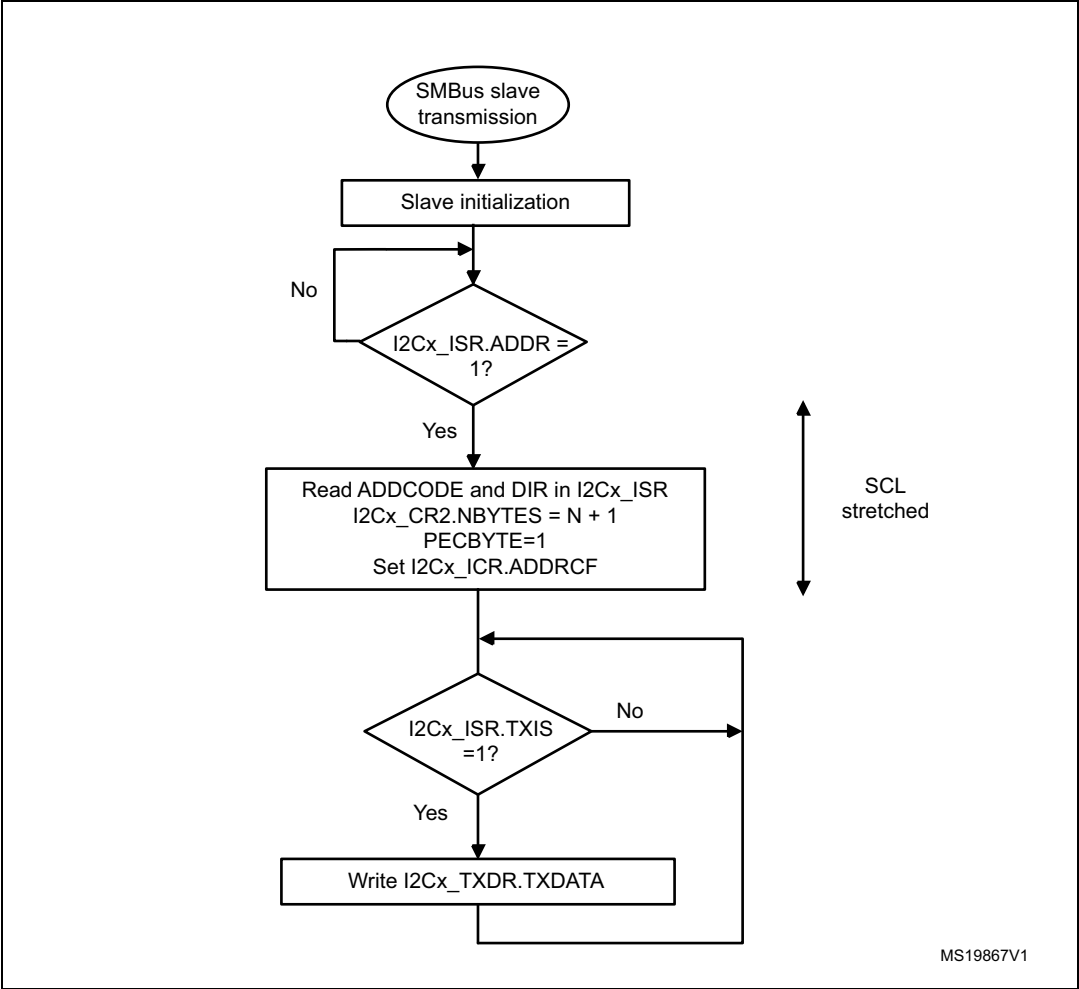 SMBus slave
transmission
Slave initialization
No
I2Cx_ISR.ADDR =
1?
Yes
Read ADDCODE and DIR in I2Cx_ISR
I2Cx_CR2.NBYTES = N + 1
PECBYTE=1
Set I2Cx_ICR.ADDRCF
SCL
stretched
I2Cx_ISR.TXIS
=1?
No
Yes
Write I2Cx_TXDR.TXDATA
MS19867V1